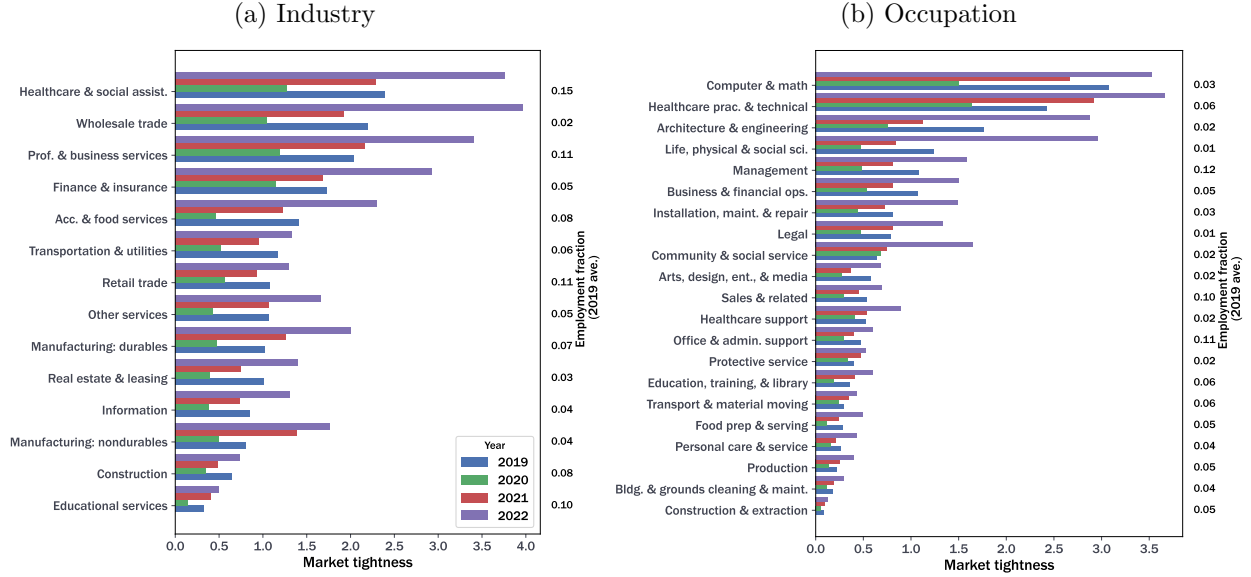 (a) Industry
Healthcare & social assist.
0.15
Wholesale trade
0.02
Prof. & business services
0.11
Finance & insurance
0.05
Acc. & food services
0.08
Transportation & utilities
0.06
Retail trade
0.11
Other services
0.05
Manufacturing: durables
0.07
Real estate & leasing
0.03
Information
0.04
Manufacturing: nondurables
0.04
Construction
0.08
Educational services
0.10
Employment fraction
(2019 ave.)
Year
2019
2020
2021
2022
0.0 0.5 1.0 1.5 2.0 2.5 3.0 3.5 4.0
Market tightness
(b) Occupation
Computer & math
0.03
Healthcare prac. & technical
0.06
Architecture & engineering
0.02
Life, physical & social sci.
0.01
Management
0.12
Business & financial ops.
0.05
Installation, maint. & repair
0.03
Legal
0.01
Community & social service
0.02
Arts, design, ent., & media
0.02
Sales & related
0.10
Healthcare support
0.02
Office & admin. support
0.11
Protective service
0.02
Education, training, & library
0.06
Transport & material moving
0.06
Food prep & serving
0.05
Personal care & service
0.04
Production
0.05
Bldg. & grounds cleaning & maint.
0.04
Construction & extraction
0.05
Employment fraction
(2019 ave.)
0.0 0.5 1.0 1.5 2.0 2.5 3.0 3.5
Market tightness